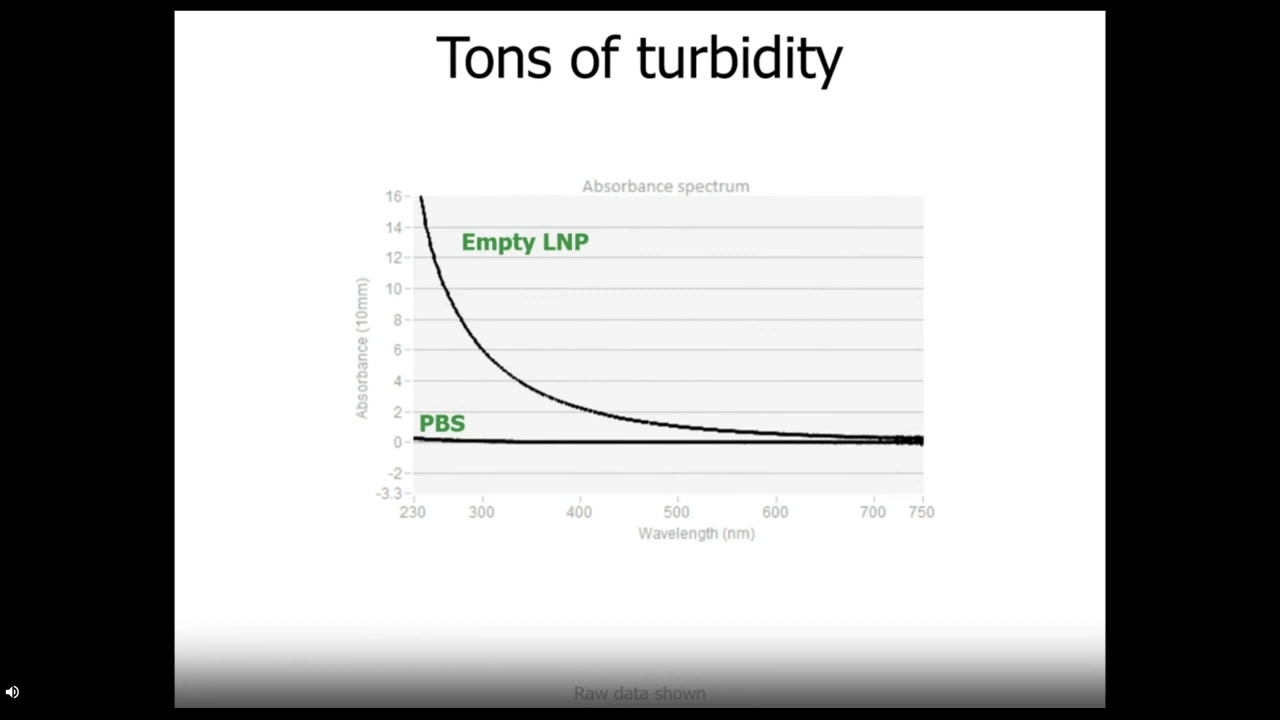 Tons of turbidity
Absorbance spectrum
16
14
12
10
8
6
4
2
0
-2
-3.3
Absorbance (10mm)
Empty LNP
PBS
230 300 400 500 600 700 750
Wavelength (nm)
Raw data shown